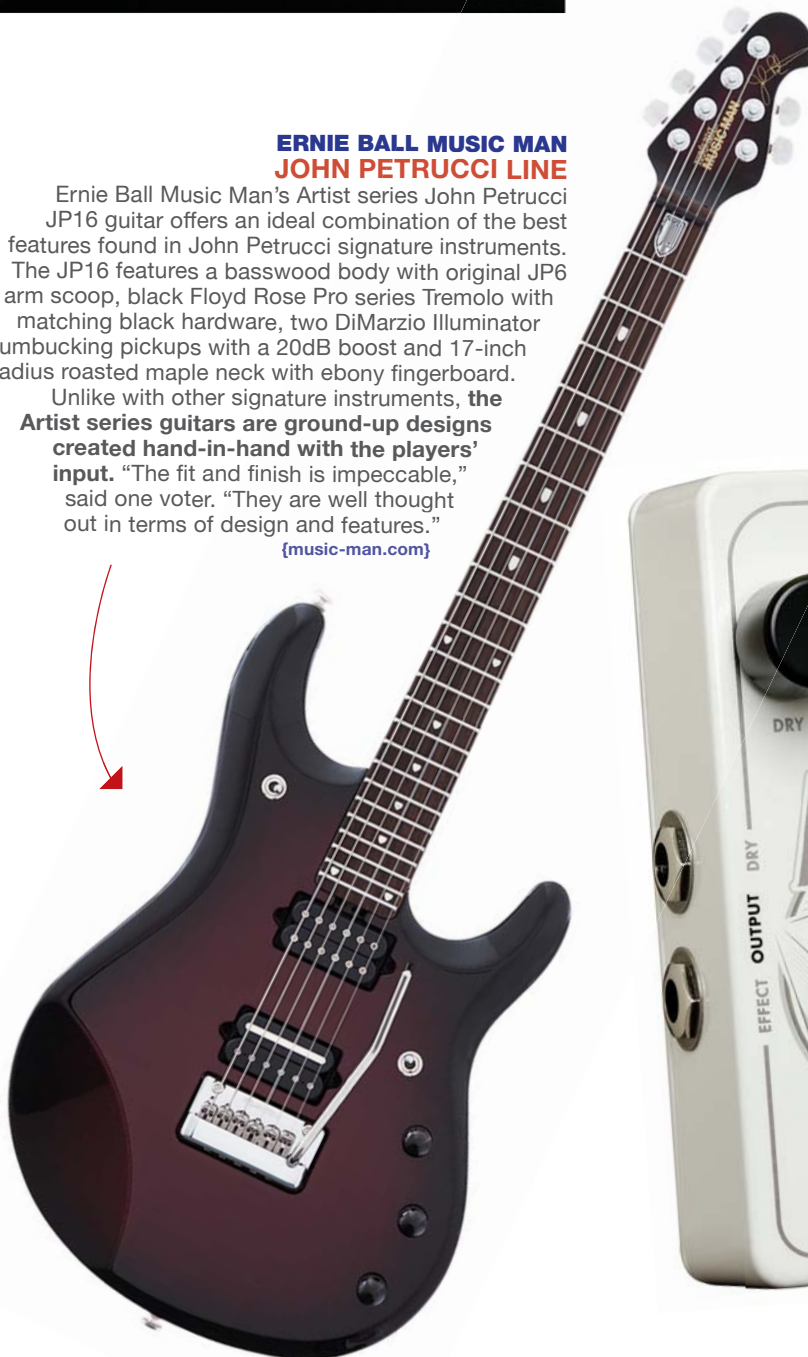 ERNIE BALL MUSIC MAN
JOHN PETRUCCI LINE
Ernie Ball Music Man’s Artist series John Petrucci
JP16 guitar offers an ideal combination of the best
features found in John Petrucci signature instruments.
The JP16 features a basswood body with original JP6
arm scoop, black Floyd Rose Pro series Tremolo with
matching black hardware, two DiMarzio Illuminator
umbucking pickups with a 20dB boost and 17-inch
adius roasted maple neck with ebony fingerboard.
Unlike with other signature instruments, the
Artist series guitars are ground-up designs
created hand-in-hand with the players’
input. “The fit and finish is impeccable,”
said one voter. “They are well thought
out in terms of design and features.”
{music-man.com}
MUSIC MAN
DRY
EFFECT OUTPUT DRY